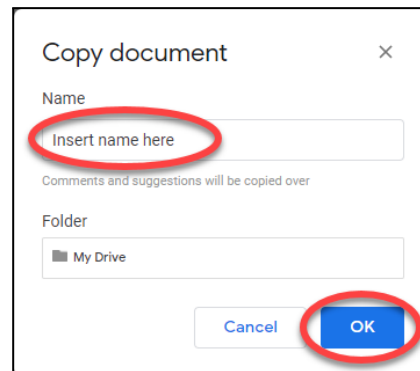 Copy document
Name
Insert name here
Comments and suggestions will be copied over
Folder
My Drive
Cancel OK